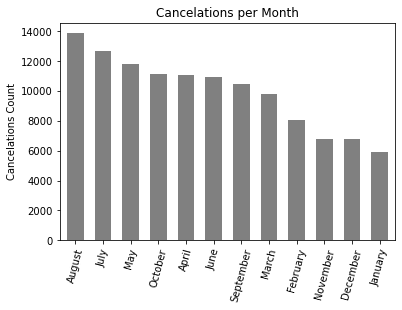 Cancelations per Month
Cancelations Count
14000
12000
10000
8000
6000
4000
2000
0
August
July
May
October
April
June
September
March
February
November
December
January